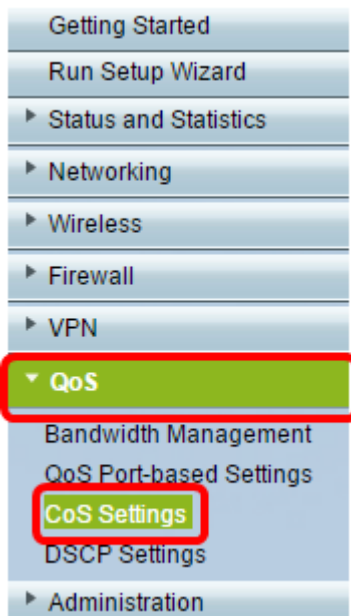 Getting Started
Run Setup Wizard
Status and Statistics
Networking
Wireless
Firewall
VPN
QoS
Bandwidth Management
QoS Port-based Settings
CoS Settings
DSCP Settings
Administration